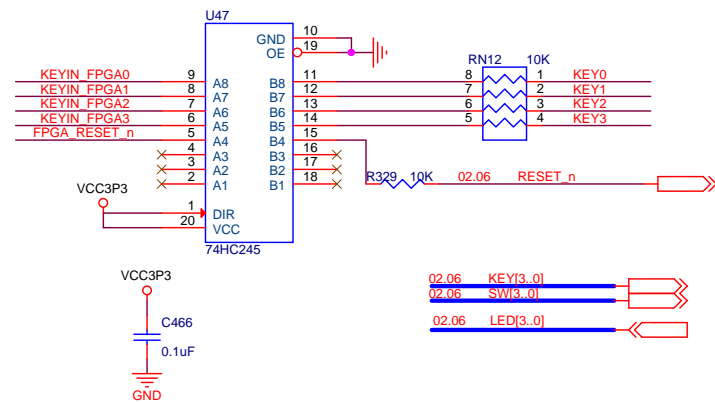 U47
GND 10
OE 19
RN12 10K
KEYIN_FPGA0 9 A8 B8 11 8 1 KEY0
KEYIN_FPGA1 8 A7 B7 12 7 2 KEY1
KEYIN_FPGA2 7 A6 B6 13 6 3 KEY2
KEYIN_FPGA3 6 A5 B5 14 5 4 KEY3
FPGA_RESET_n 5 A4 B4 15
4 A3 B3 16
3 A2 B2 17
2 A1 B1 18
R329 10K 02.06 RESET_n
VCC3P3
1 DIR
20 VCC
74HC245
VCC3P3
C466
0.1uF
GND
02.06 KEY[3..0]
02.06 SW[3..0]
02.06 LED[3..0]